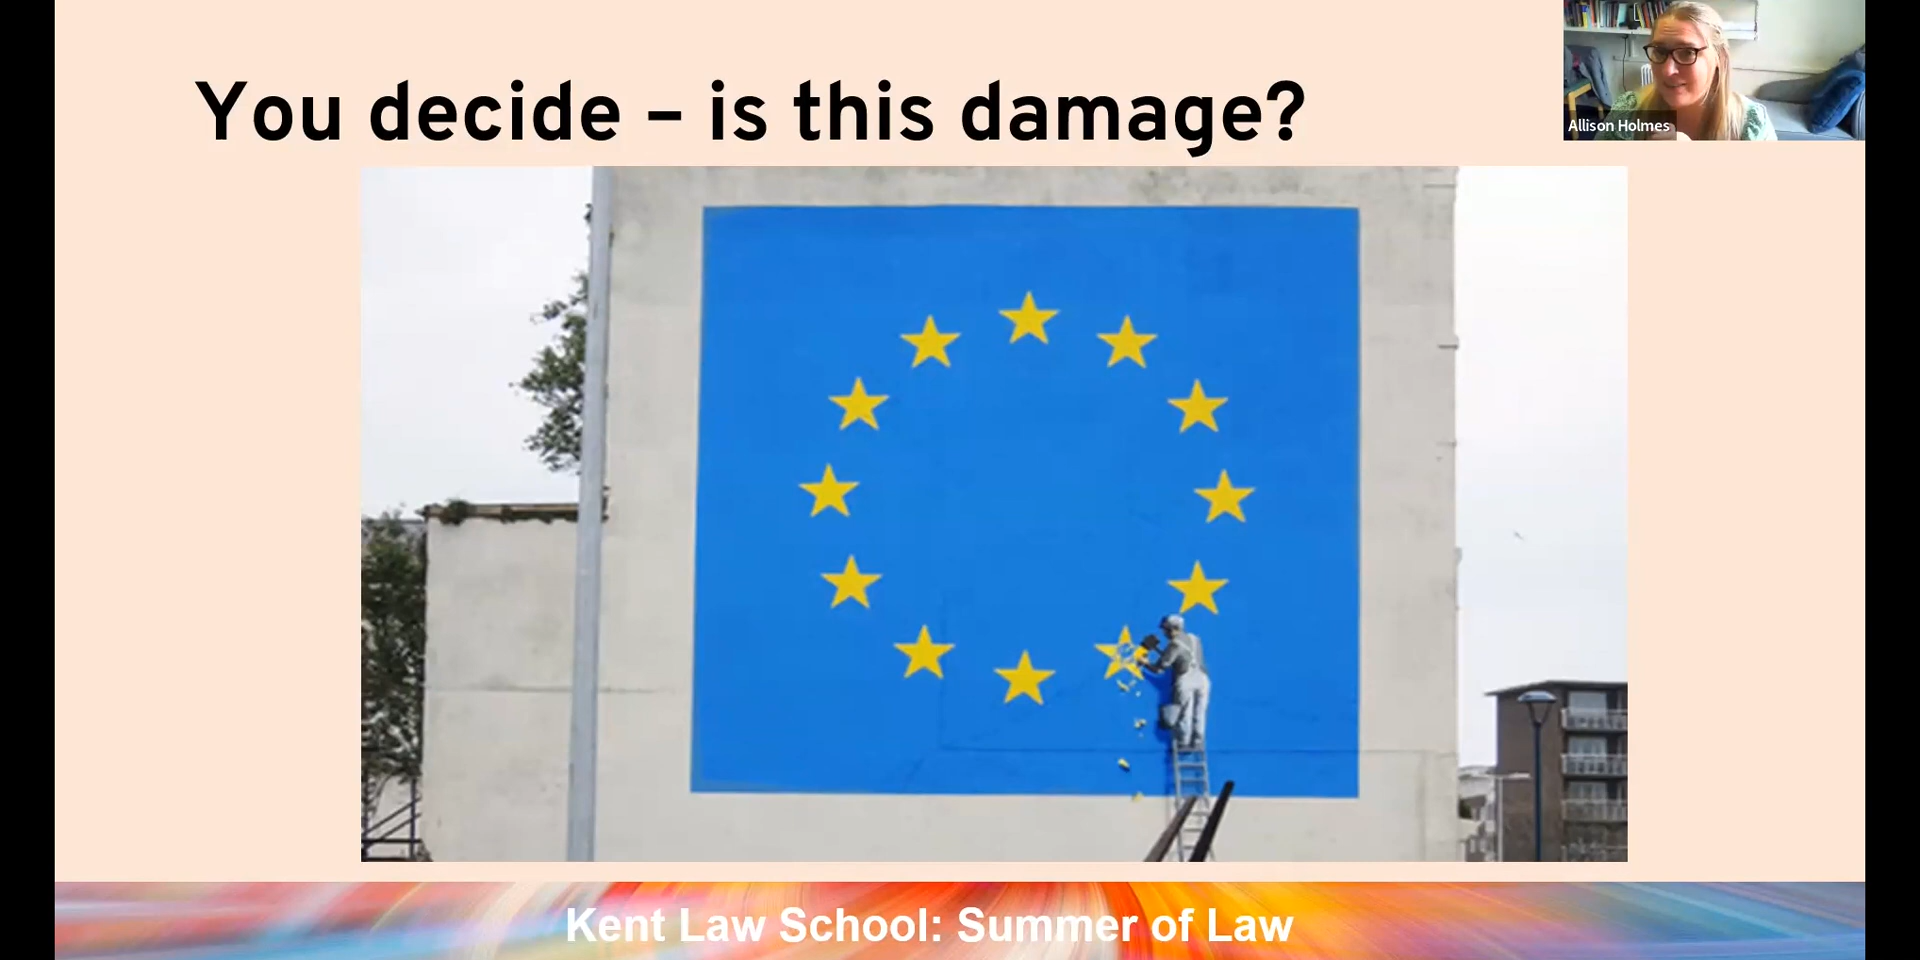 You decide – is this damage?
Allison Holmes
Kent Law School: Summer of Law